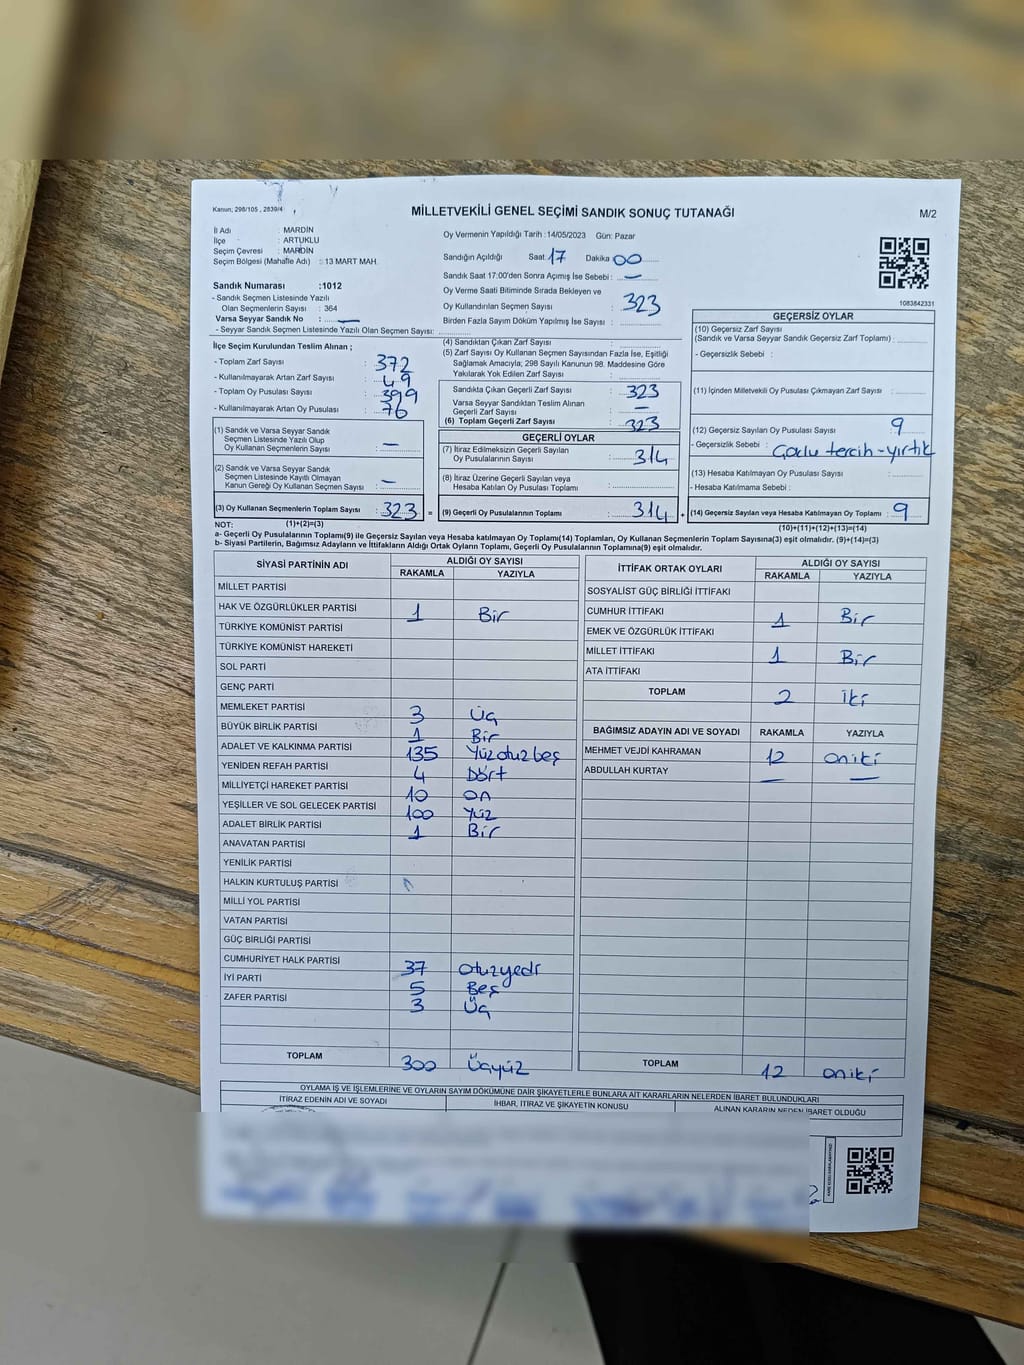 Kanun; 298/105 , 2839/4
MİLLETVEKİLİ GENEL SEÇİMİ SANDIK SONUÇ TUTANAĞI
M/2
İl Adı : MARDİN
İlçe : ARTUKLU
Seçim Çevresi : MARDİN
Seçim Bölgesi (Mahalle Adı) : 13 MART MAH.
Sandık Numarası :1012
- Sandık Seçmen Listesinde Yazılı
Olan Seçmenlerin Sayısı : 364
Varsa Seyyar Sandık No : —
- Seyyar Sandık Seçmen Listesinde Yazılı Olan Seçmen Sayısı:
Oy Vermenin Yapıldığı Tarih :14/05/2023 Gün: Pazar
Sandığın Açıldığı Saat 17 Dakika 00
Sandık Saat 17:00'den Sonra Açımış İse Sebebi : —
Oy Verme Saati Bitiminde Sırada Bekleyen ve
Oy Kullandırılan Seçmen Sayısı : 323
Birden Fazla Sayım Döküm Yapılmış İse Sayısı :
1083842331
İlçe Seçim Kurulundan Teslim Alınan ;
- Toplam Zarf Sayısı : 372
- Kullanılmayarak Artan Zarf Sayısı : 49
- Toplam Oy Pusulası Sayısı : 399
- Kullanılmayarak Artan Oy Pusulası : 76
(1) Sandık ve Varsa Seyyar Sandık
Seçmen Listesinde Yazılı Olup
Oy Kullanan Seçmenlerin Sayısı : —
(2) Sandık ve Varsa Seyyar Sandık
Seçmen Listesinde Kayıtlı Olmayan
Kanun Gereği Oy Kullanan Seçmen Sayısı : —
(3) Oy Kullanan Seçmenlerin Toplam Sayısı : 323
(1)+(2)=(3)
(4) Sandıktan Çıkan Zarf Sayısı :
(5) Zarf Sayısı Oy Kullanan Seçmen Sayısından Fazla İse, Eşitliği
Sağlamak Amacıyla; 298 Sayılı Kanunun 98. Maddesine Göre
Yakılarak Yok Edilen Zarf Sayısı :
Sandıkta Çıkan Geçerli Zarf Sayısı : 323
Varsa Seyyar Sandıktan Teslim Alınan
Geçerli Zarf Sayısı : —
(6) Toplam Geçerli Zarf Sayısı : 323
GEÇERLİ OYLAR
(7) İtiraz Edilmeksizin Geçerli Sayılan
Oy Pusulalarının Sayısı : 314
(8) İtiraz Üzerine Geçerli Sayılan veya
Hesaba Katılan Oy Pusulası Toplamı :
= (9) Geçerli Oy Pusulalarının Toplamı : 314 +
GEÇERSİZ OYLAR
(10) Geçersiz Zarf Sayısı
(Sandık ve Varsa Seyyar Sandık Geçersiz Zarf Toplamı) :
- Geçersizlik Sebebi :
(11) İçinden Milletvekili Oy Pusulası Çıkmayan Zarf Sayısı :
(12) Geçersiz Sayılan Oy Pusulası Sayısı : 9
- Geçersizlik Sebebi : Çoklu tercih - yırtık
(13) Hesaba Katılmayan Oy Pusulası Sayısı :
- Hesaba Katılmama Sebebi :
(14) Geçersiz Sayılan veya Hesaba Katılmayan Oy Toplamı : 9
(10)+(11)+(12)+(13)=(14)
NOT:
a- Geçerli Oy Pusulalarının Toplamı(9) ile Geçersiz Sayılan veya Hesaba katılmayan Oy Toplamı(14) Toplamları, Oy Kullanan Seçmenlerin Toplam Sayısına(3) eşit olmalıdır. (9)+(14)=(3)
b- Siyasi Partilerin, Bağımsız Adayların ve İttifakların Aldığı Ortak Oyların Toplamı, Geçerli Oy Pusulalarının Toplamına(9) eşit olmalıdır.
SİYASİ PARTİNİN ADI ALDIĞI OY SAYISI
RAKAMLA YAZIYLA
MİLLET PARTİSİ
HAK VE ÖZGÜRLÜKLER PARTİSİ 1 Bir
TÜRKİYE KOMÜNİST PARTİSİ
TÜRKİYE KOMÜNİST HAREKETİ
SOL PARTİ
GENÇ PARTİ
MEMLEKET PARTİSİ 3 Üç
BÜYÜK BİRLİK PARTİSİ 1 Bir
ADALET VE KALKINMA PARTİSİ 135 Yüzotuzbeş
YENİDEN REFAH PARTİSİ 4 Dört
MİLLİYETÇİ HAREKET PARTİSİ 10 On
YEŞİLLER VE SOL GELECEK PARTİSİ 100 Yüz
ADALET BİRLİK PARTİSİ 1 Bir
ANAVATAN PARTİSİ
YENİLİK PARTİSİ
HALKIN KURTULUŞ PARTİSİ
MİLLİ YOL PARTİSİ
VATAN PARTİSİ
GÜÇ BİRLİĞİ PARTİSİ
CUMHURİYET HALK PARTİSİ 37 otuzyedi
İYİ PARTİ 5 Beş
ZAFER PARTİSİ 3 Üç
TOPLAM 300 Üçyüz
İTTİFAK ORTAK OYLARI ALDIĞI OY SAYISI
RAKAMLA YAZIYLA
SOSYALİST GÜÇ BİRLİĞİ İTTİFAKI
CUMHUR İTTİFAKI 1 Bir
EMEK VE ÖZGÜRLÜK İTTİFAKI
MİLLET İTTİFAKI 1 Bir
ATA İTTİFAKI
TOPLAM 2 iki
BAĞIMSIZ ADAYIN ADI VE SOYADI RAKAMLA YAZIYLA
MEHMET VEJDİ KAHRAMAN 12 oniki
ABDULLAH KURTAY — —
TOPLAM 12 oniki
OYLAMA İŞ VE İŞLEMLERİNE VE OYLARIN SAYIM DÖKÜMÜNE DAİR ŞİKAYETLERLE BUNLARA AİT KARARLARIN NELERDEN İBARET BULUNDUKLARI
İTİRAZ EDENİN ADI VE SOYADI İHBAR, İTİRAZ VE ŞİKAYETİN KONUSU ALINAN KARARIN NEDEN İBARET OLDUĞU